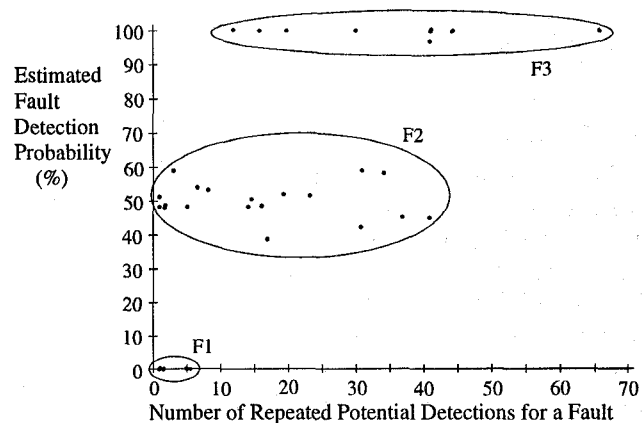 Estimated
Fault
Detection
Probability
(%)
100
90
80
70
60
50
40
30
20
10
0
F3
F2
F1
0 10 20 30 40 50 60 70
Number of Repeated Potential Detections for a Fault